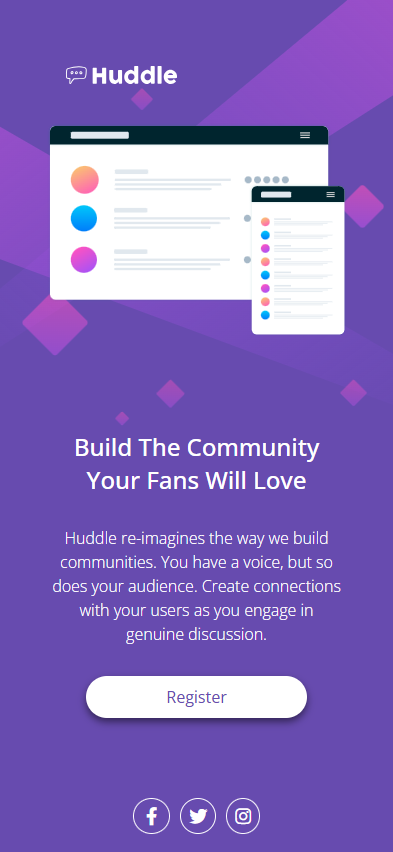 Huddle
Build The Community
Your Fans Will Love
Huddle re-imagines the way we build
communities. You have a voice, but so
does your audience. Create connections
with your users as you engage in
genuine discussion.
Register